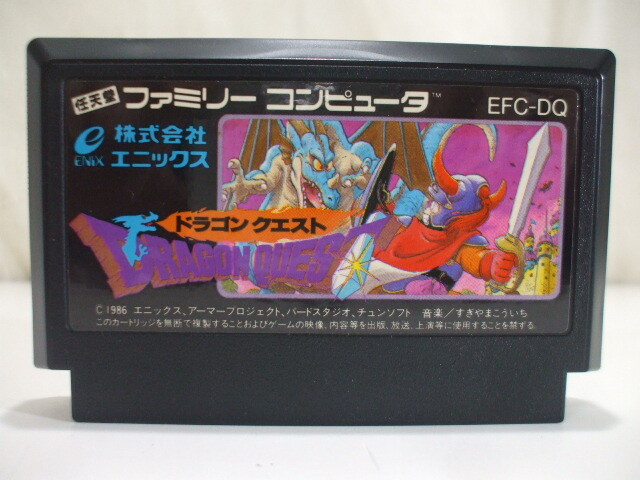 任天堂 ファミリー コンピュータ™ EFC-DQ
ENIX 株式会社
エニックス
ドラゴンクエスト
DRAGON QUEST
©1986 エニックス、アーマープロジェクト、バードスタジオ、チュンソフト 音楽/すぎやまこういち
このカートリッジを無断で複製することおよびゲームの映像、内容等を出版、放送、上演等に使用することを禁ずる。